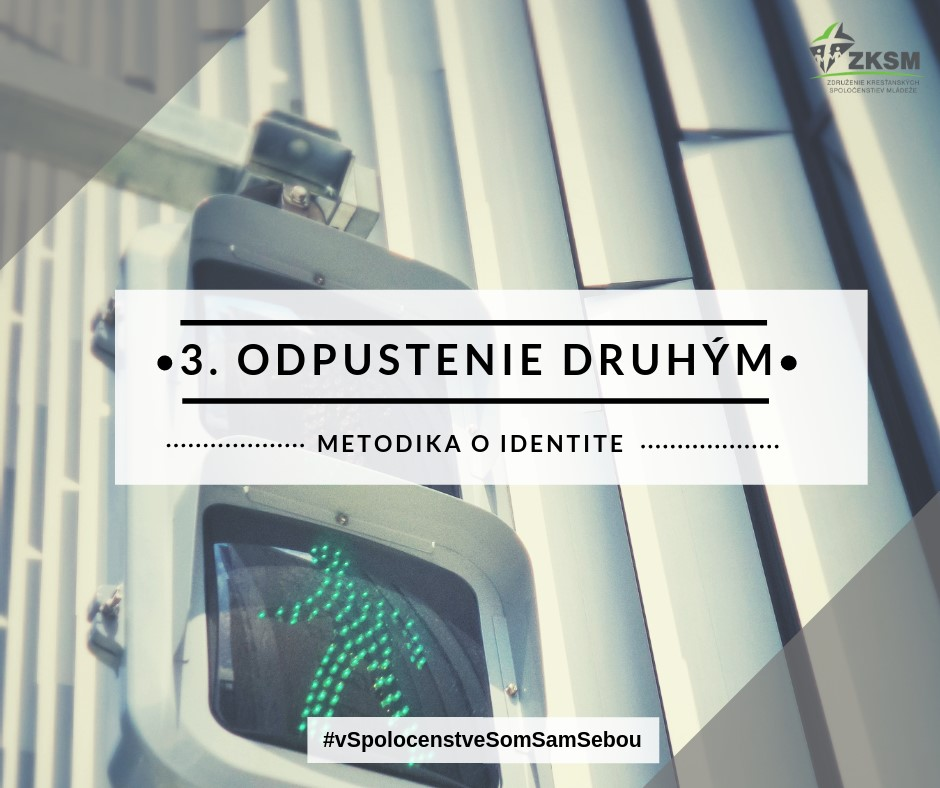 ZKSM
ZDRUŽENIE KRESŤANSKÝCH
SPOLOČENSTIEV MLÁDEŽE
•3. ODPUSTENIE DRUHÝM•
METODIKA O IDENTITE
#vSpolocenstveSomSamSebou